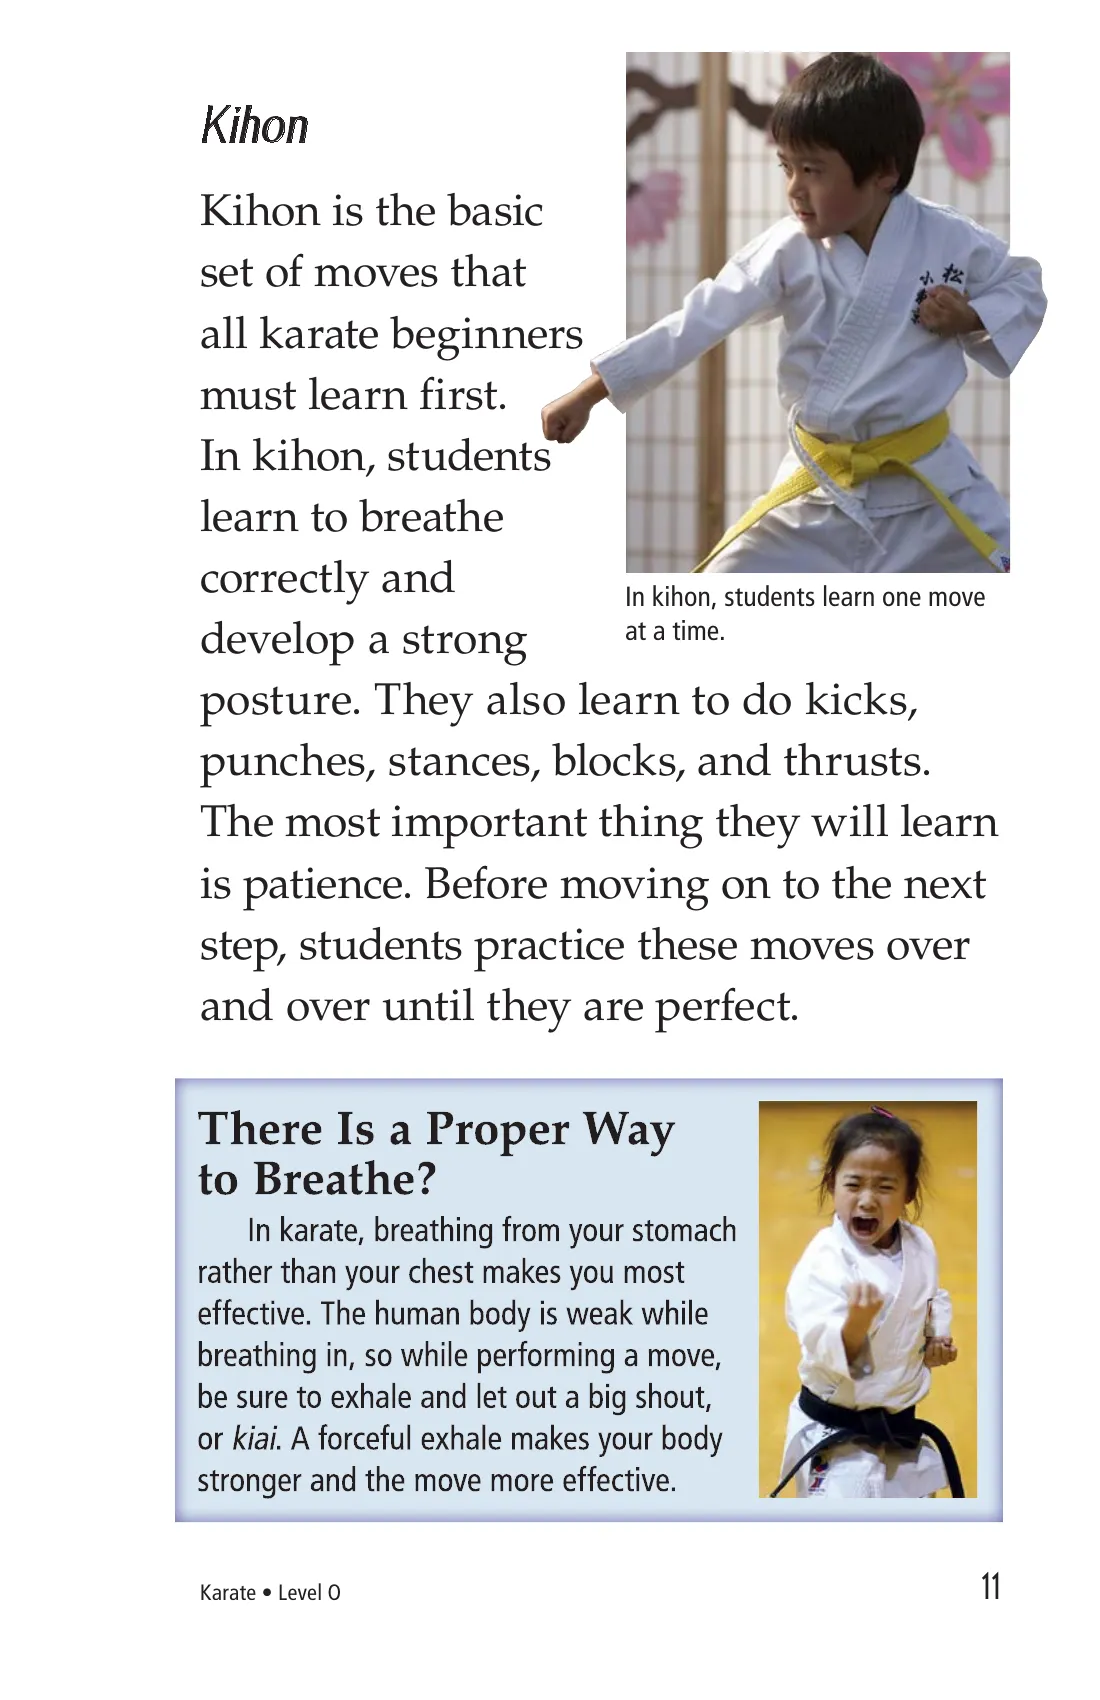 Kihon
Kihon is the basic
set of moves that
all karate beginners
must learn first.
In kihon, students
learn to breathe
correctly and
develop a strong
posture. They also learn to do kicks,
punches, stances, blocks, and thrusts.
The most important thing they will learn
is patience. Before moving on to the next
step, students practice these moves over
and over until they are perfect.
In kihon, students learn one move
at a time.
There Is a Proper Way
to Breathe?
In karate, breathing from your stomach
rather than your chest makes you most
effective. The human body is weak while
breathing in, so while performing a move,
be sure to exhale and let out a big shout,
or kiai. A forceful exhale makes your body
stronger and the move more effective.
Karate • Level O
11